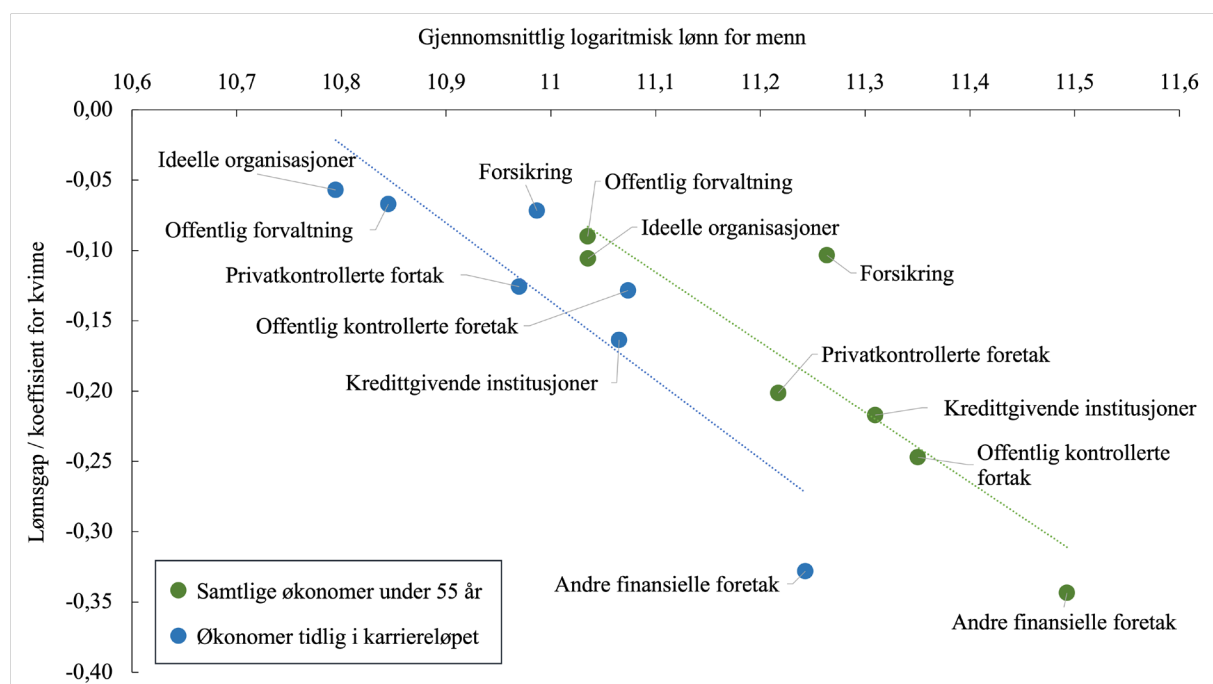 Gjennomsnittlig logaritmisk lønn for menn
10,6 10,7 10,8 10,9 11 11,1 11,2 11,3 11,4 11,5 11,6
0,00
-0,05
-0,10
-0,15
-0,20
-0,25
-0,30
-0,35
-0,40
Lønnsgap / koeffisient for kvinne
Ideelle organisasjoner
Offentlig forvaltning
Forsikring
Privatkontrollerte fortak
Offentlig kontrollerte foretak
Kredittgivende institusjoner
Andre finansielle foretak
Offentlig forvaltning
Ideelle organisasjoner
Forsikring
Privatkontrollerte foretak
Kredittgivende institusjoner
Offentlig kontrollerte
fortak
Andre finansielle foretak
Samtlige økonomer under 55 år
Økonomer tidlig i karriereløpet